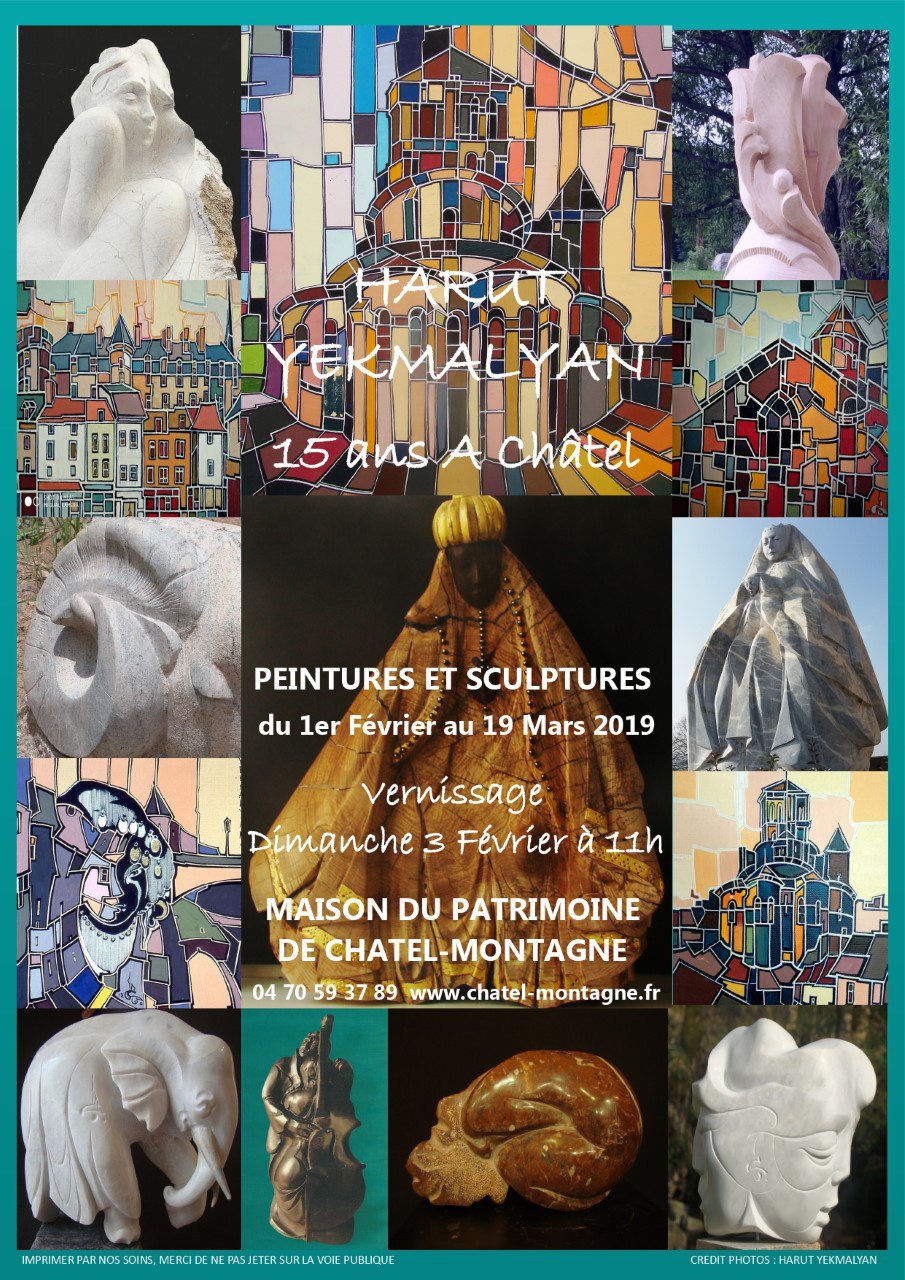 HARUT
YEKMALYAN
15 ans A Châtel
PEINTURES ET SCULPTURES
du 1er Février au 19 Mars 2019
Vernissage
Dimanche 3 Février à 11h
MAISON DU PATRIMOINE
DE CHATEL-MONTAGNE
04 70 59 37 89 www.chatel-montagne.fr
IMPRIMER PAR NOS SOINS, MERCI DE NE PAS JETER SUR LA VOIE PUBLIQUE
CREDIT PHOTOS : HARUT YEKMALYAN